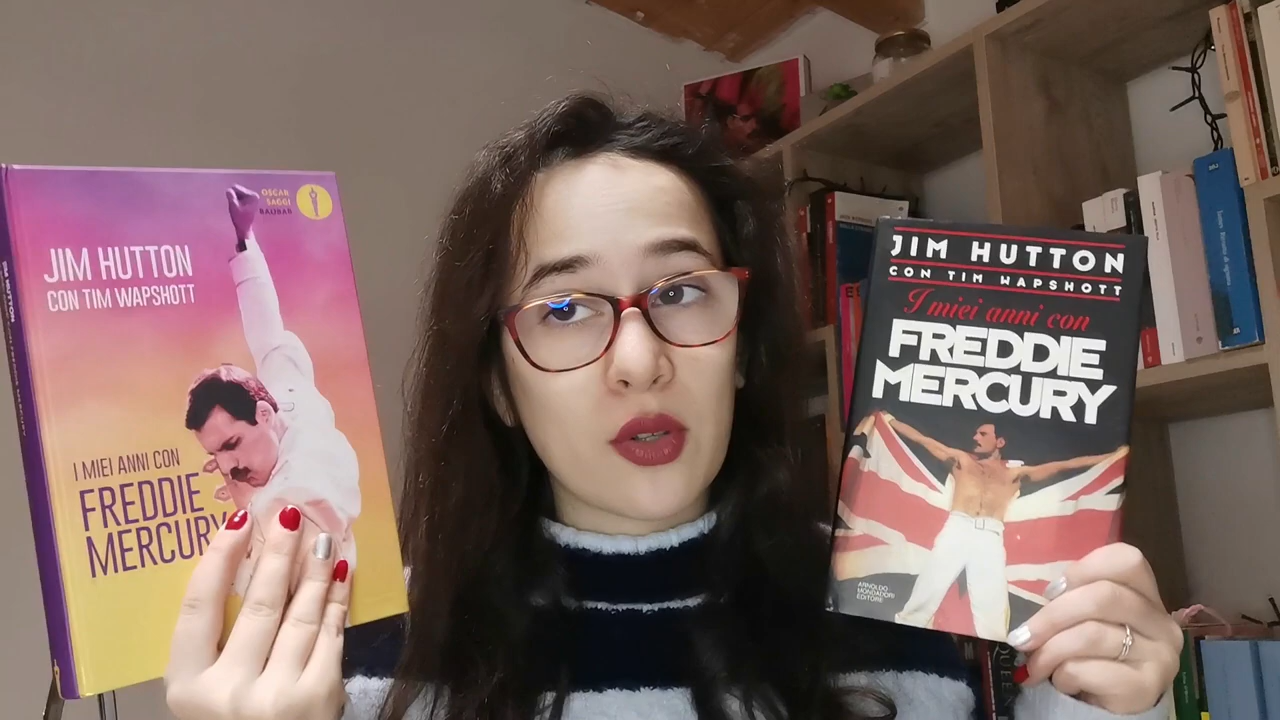 OSCAR
SAGGI
BAOBAB
JIM HUTTON
CON TIM WAPSHOTT
I MIEI ANNI CON
FREDDIE
MERCURY
JIM HUTTON
CON TIM WAPSHOTT
I miei anni con
FREDDIE
MERCURY
ARNOLDO
MONDADORI
EDITORE